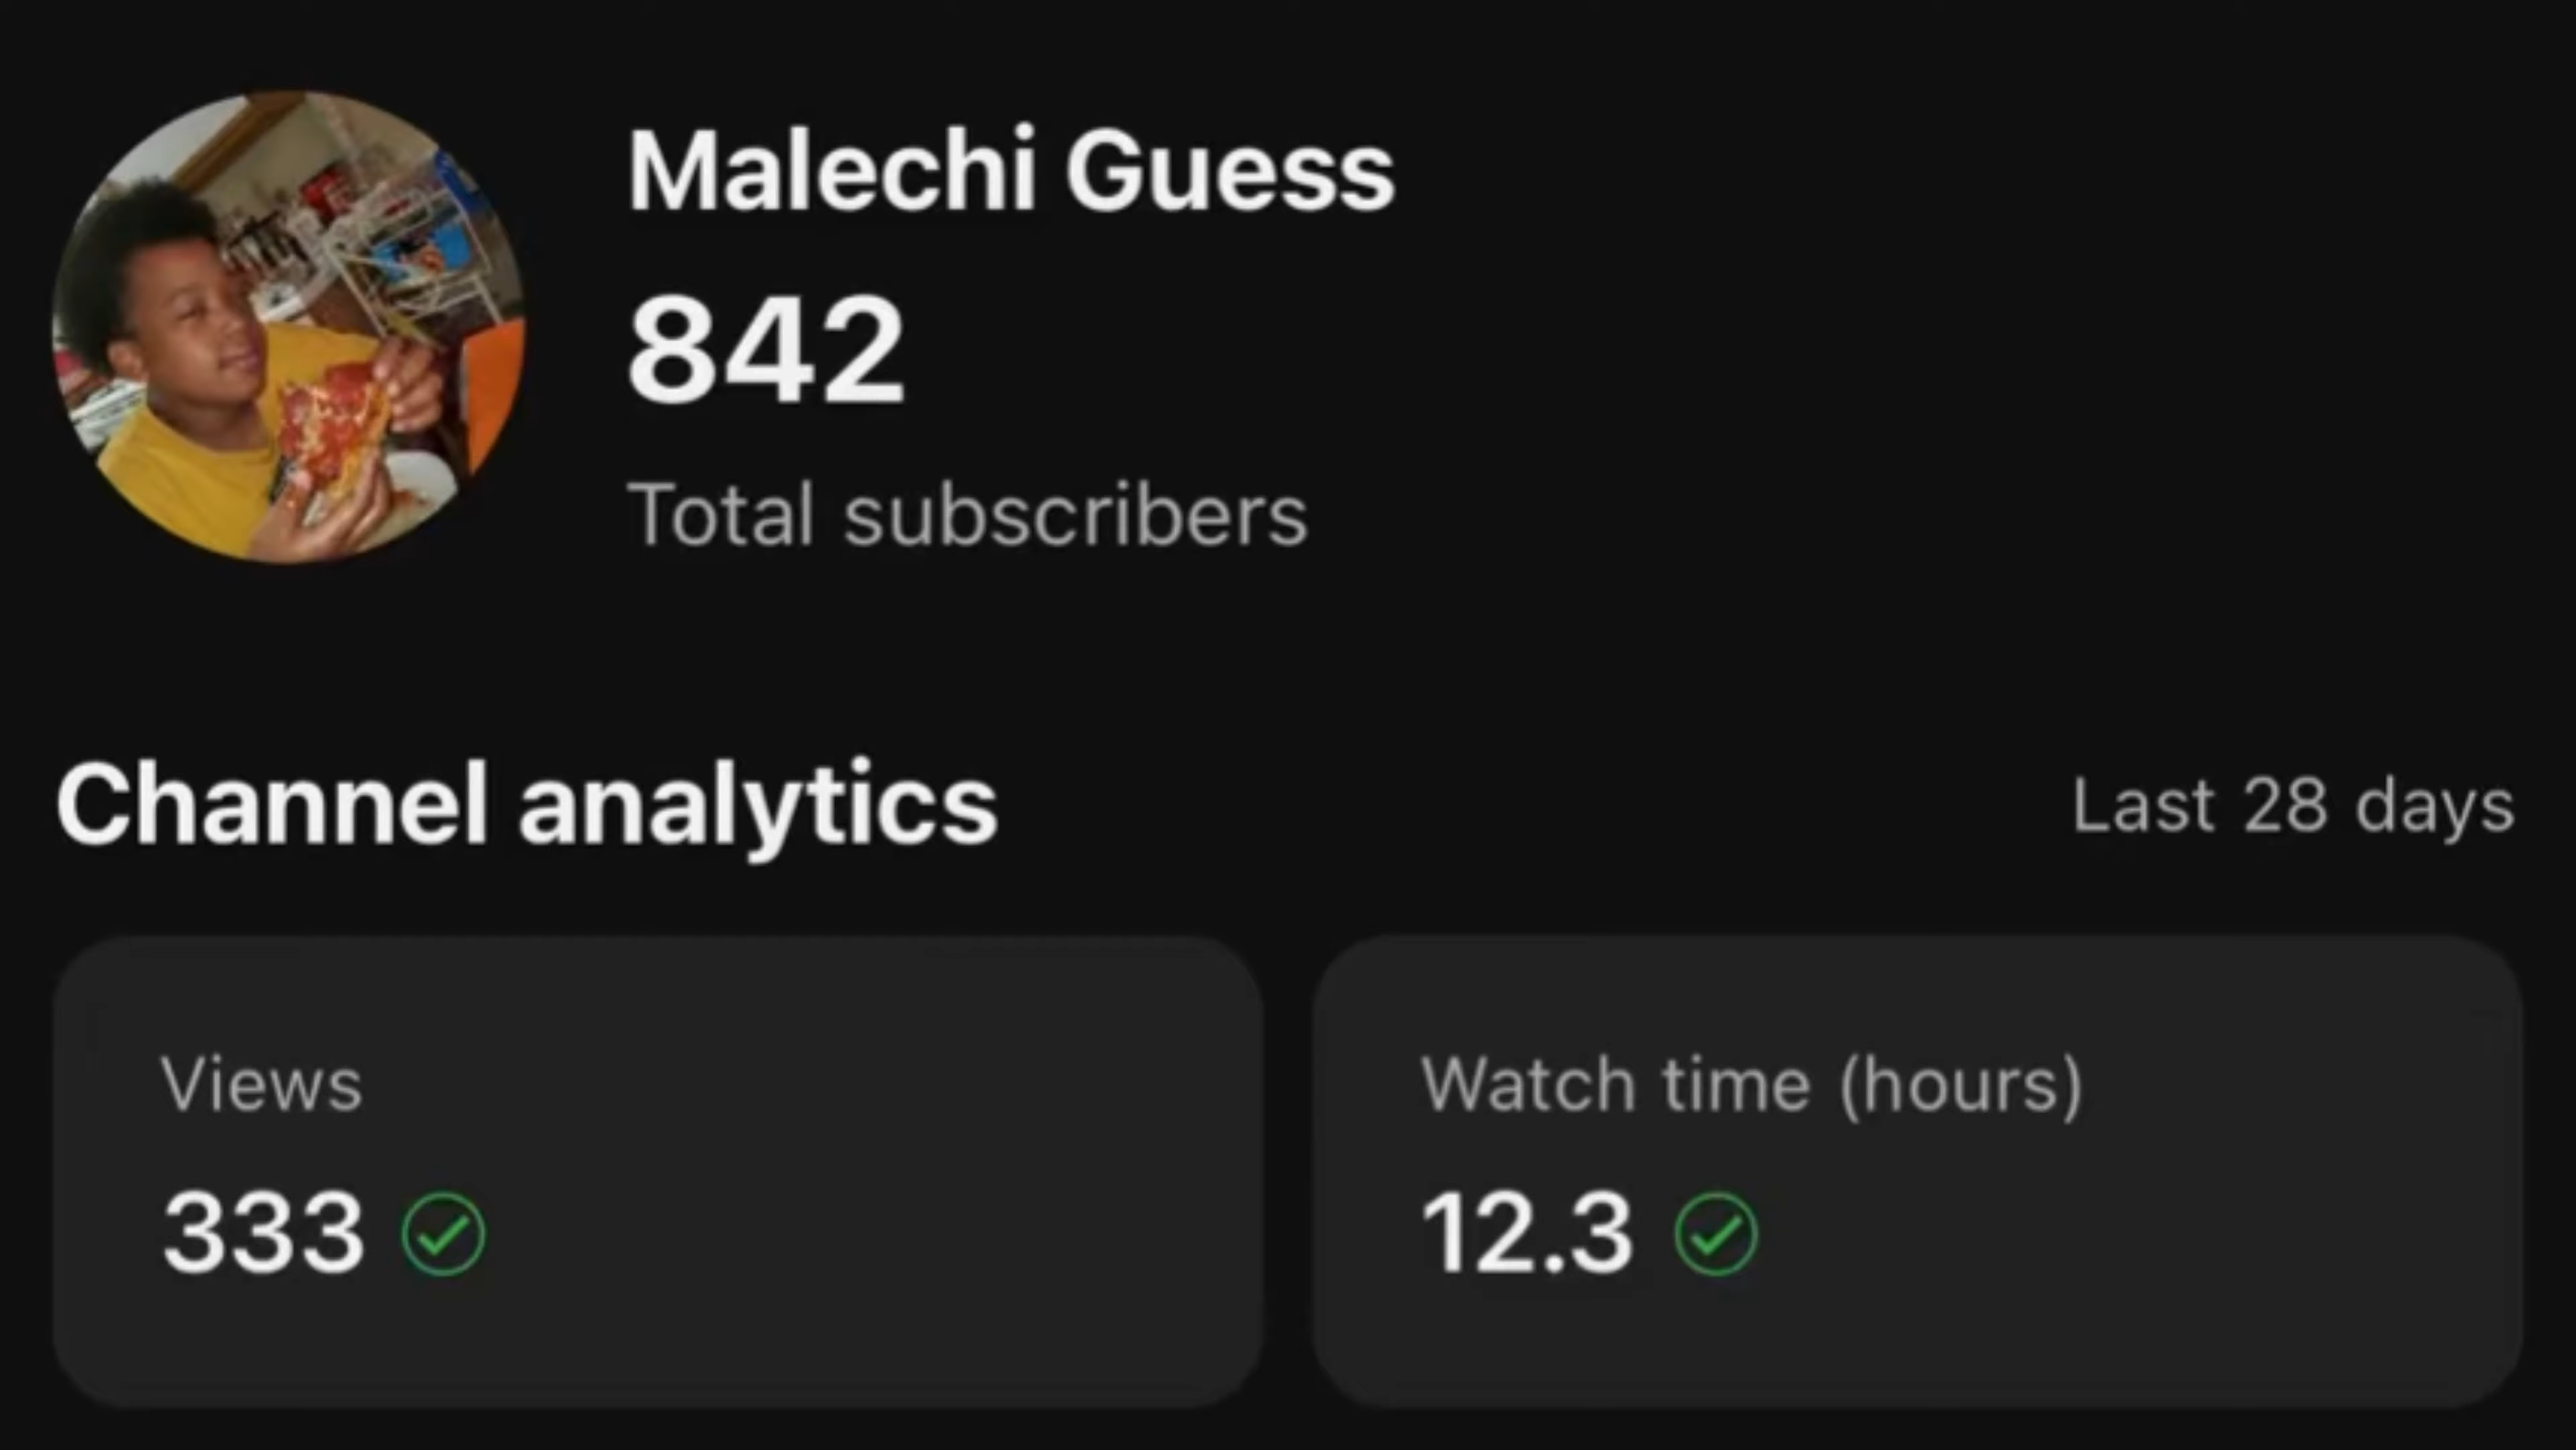 Malechi Guess
842
Total subscribers
Channel analytics
Last 28 days
Views
333
Watch time (hours)
12.3